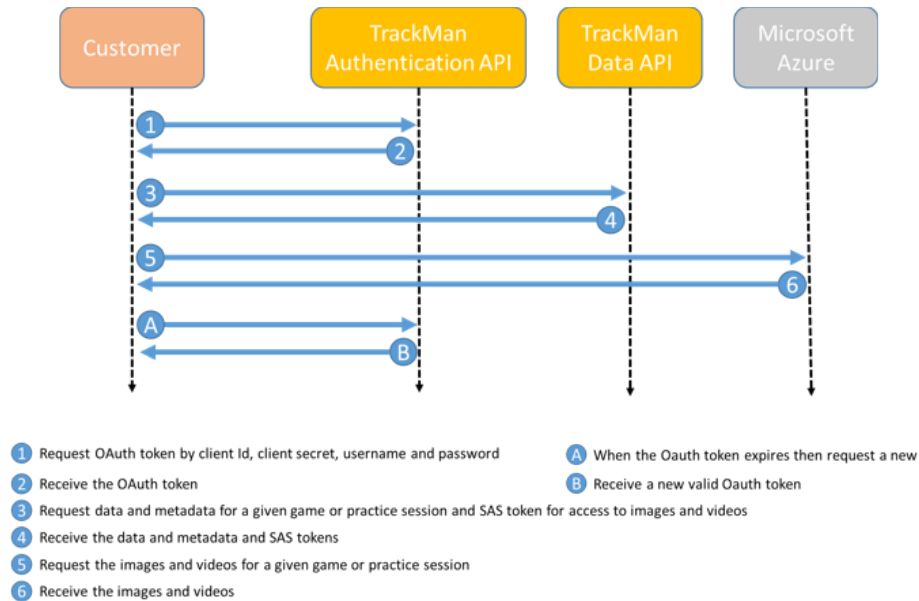 Customer
TrackMan
Authentication API
TrackMan
Data API
Microsoft
Azure
1
2
3
4
5
6
A
B
1 Request OAuth token by client Id, client secret, username and password
A When the Oauth token expires then request a new
2 Receive the OAuth token
B Receive a new valid Oauth token
3 Request data and metadata for a given game or practice session and SAS token for access to images and videos
4 Receive the data and metadata and SAS tokens
5 Request the images and videos for a given game or practice session
6 Receive the images and videos